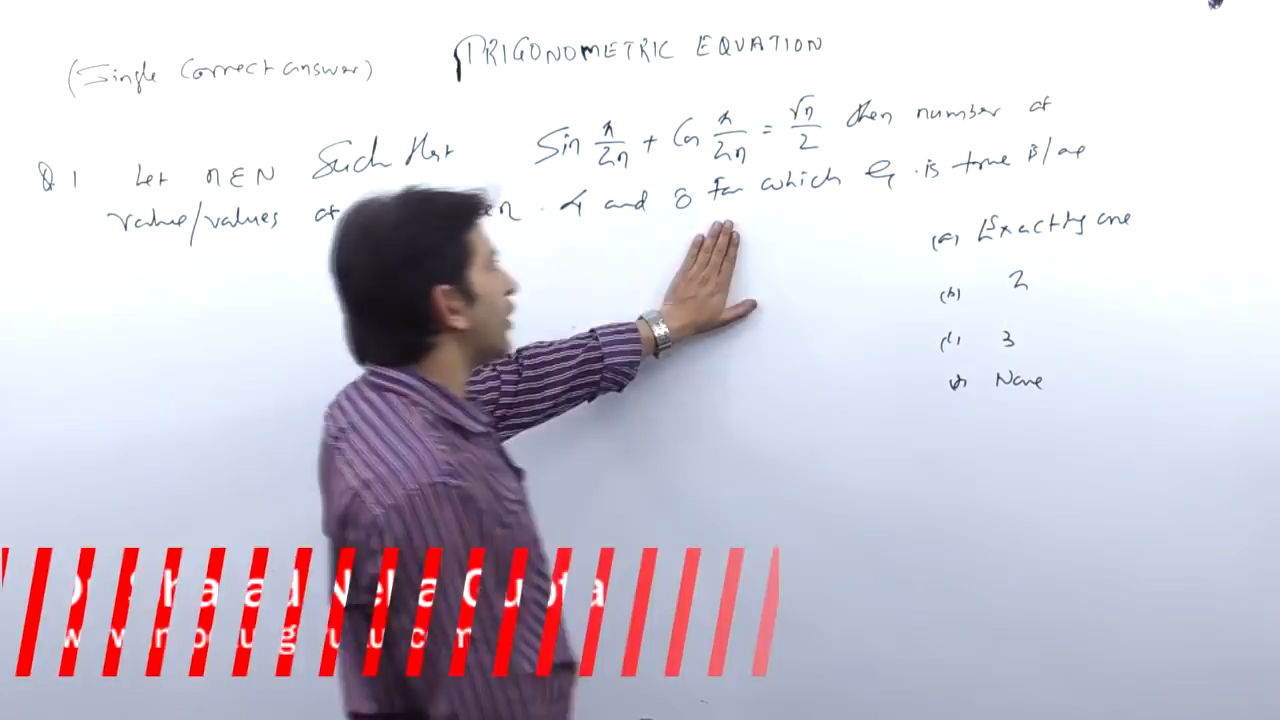 TRIGONOMETRIC EQUATION
(Single Correct answer)
Q 1 Let n∈N Such that Sin π/2n + Cos π/2n = √n/2 then number of
value/values of n 4 and 8 for which Eq. is true is/are
(a) Exactly one
(b) 2
(c) 3
(d) None